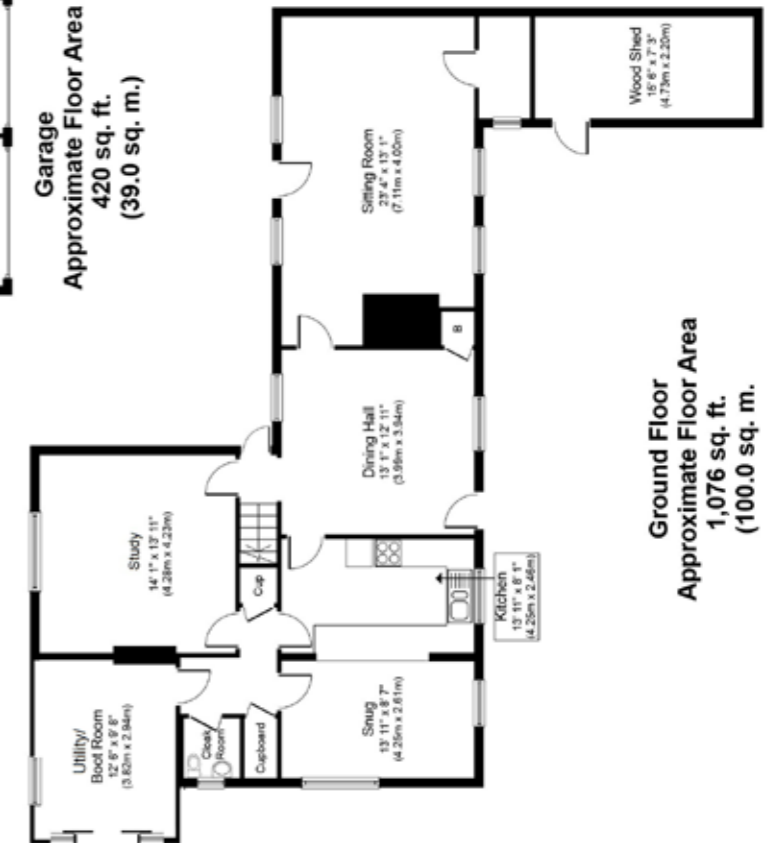 Garage
Approximate Floor Area
420 sq. ft.
(39.0 sq. m.)
Wood Shed
15' 6" x 7' 3"
(4.73m x 2.20m)
Sitting Room
23' 4" x 13' 1"
(7.11m x 4.00m)
B
Dining Hall
13' 1" x 12' 11"
(3.99m x 3.94m)
Study
14' 1" x 13' 11"
(4.28m x 4.23m)
Cup
Kitchen
13' 11" x 8' 1"
(4.25m x 2.46m)
Utility/
Boot Room
12' 6" x 9' 8"
(3.82m x 2.94m)
Cloak
Room
Cupboard
Snug
13' 11" x 8' 7"
(4.25m x 2.61m)
Ground Floor
Approximate Floor Area
1,076 sq. ft.
(100.0 sq. m.